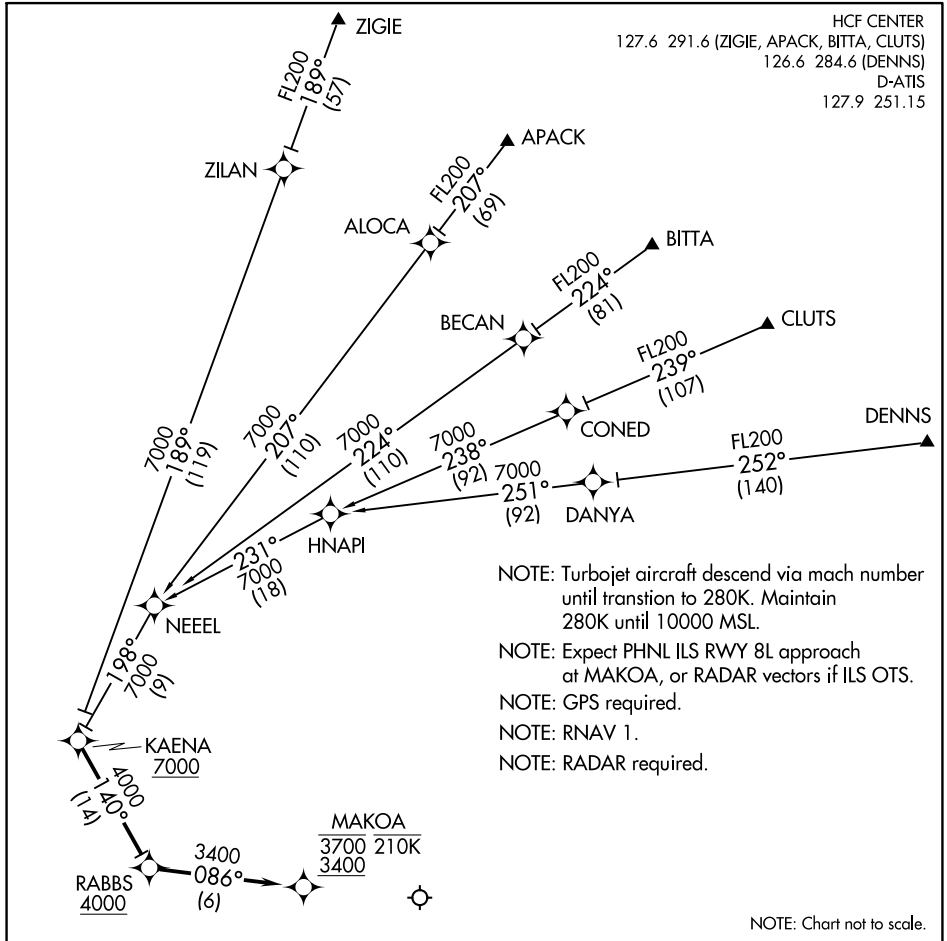 HCF CENTER
127.6 291.6 (ZIGIE, APACK, BITTA, CLUTS)
126.6 284.6 (DENNS)
D-ATIS
127.9 251.15
ZIGIE
FL200
189°
(57)
ZILAN
APACK
FL200
207°
(69)
ALOCA
BITTA
FL200
224°
(81)
BECAN
CLUTS
FL200
239°
(107)
CONED
DENNS
FL200
252°
(140)
DANYA
7000
189°
(119)
7000
207°
(110)
7000
224°
(110)
7000
238°
(92)
7000
251°
(92)
HNAPI
231°
7000
(18)
NEEEL
198°
7000
(9)
KAENA
7000
4000
140°
(14)
RABBS
4000
3400
086°
(6)
MAKOA
3700 210K
3400
NOTE: Turbojet aircraft descend via mach number
until transtion to 280K. Maintain
280K until 10000 MSL.
NOTE: Expect PHNL ILS RWY 8L approach
at MAKOA, or RADAR vectors if ILS OTS.
NOTE: GPS required.
NOTE: RNAV 1.
NOTE: RADAR required.
NOTE: Chart not to scale.